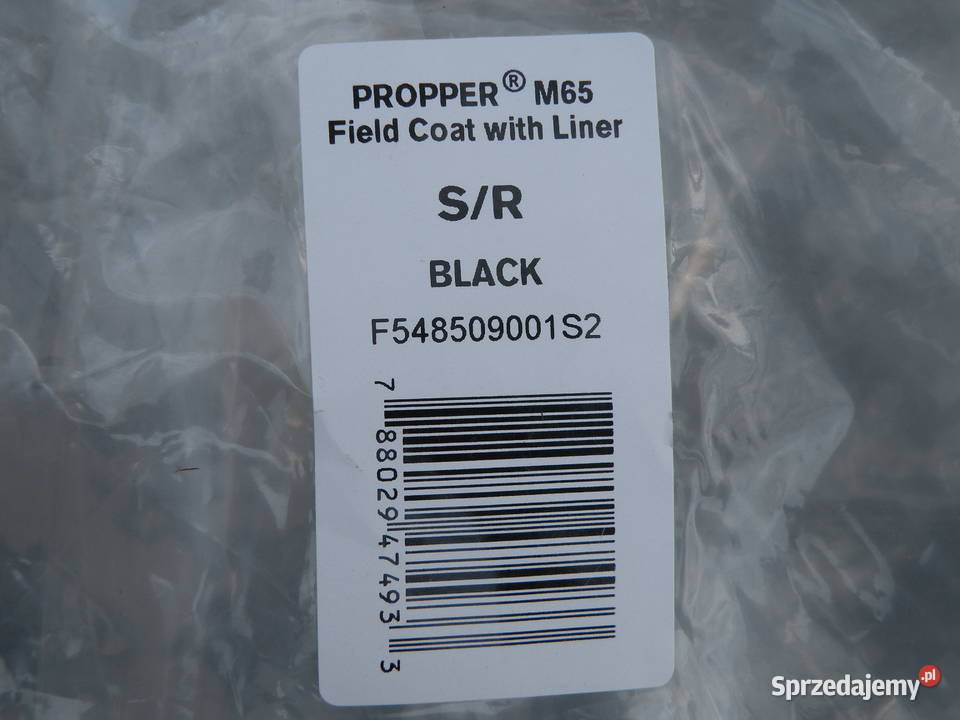 PROPPER® M65
Field Coat with Liner
S/R
BLACK
F548509001S2
7 88029 47493 3
Sprzedajemy.pl